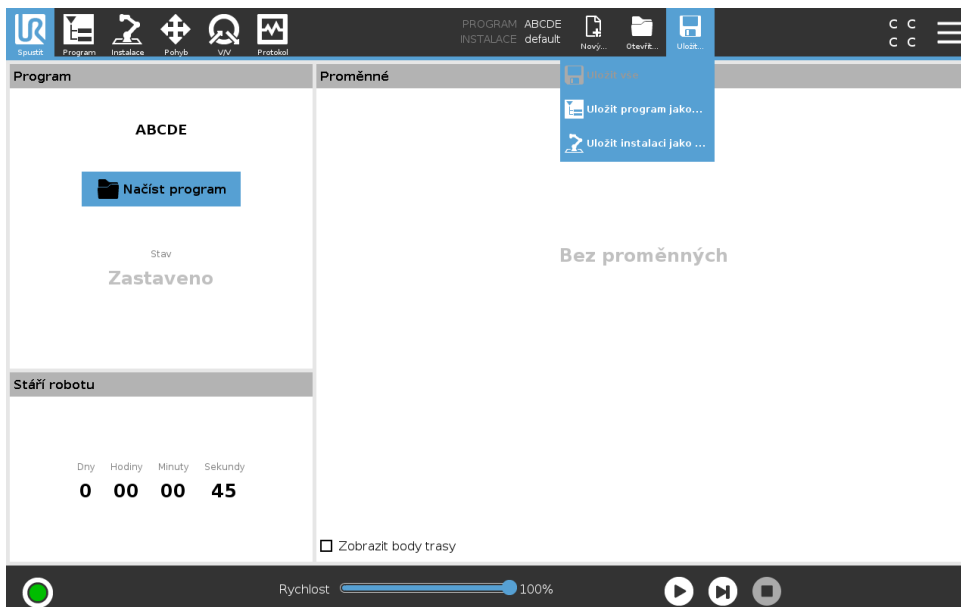 UR
Spustit
Program
Instalace
Pohyb
V/V
Protokol
PROGRAM ABCDE
INSTALACE default
Nový...
Otevřít...
Uložit...
C C
C C
Program
Proměnné
Uložit vše
Uložit program jako...
Uložit instalaci jako ...
ABCDE
Načíst program
Stav
Zastaveno
Bez proměnných
Stáří robotu
Dny Hodiny Minuty Sekundy
0 00 00 45
Zobrazit body trasy
Rychlost 100%